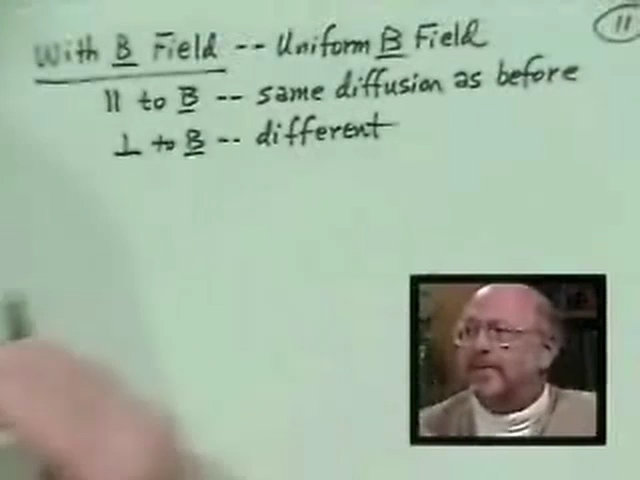 With B Field -- Uniform B Field
11
|| to B -- same diffusion as before
⊥ to B -- different